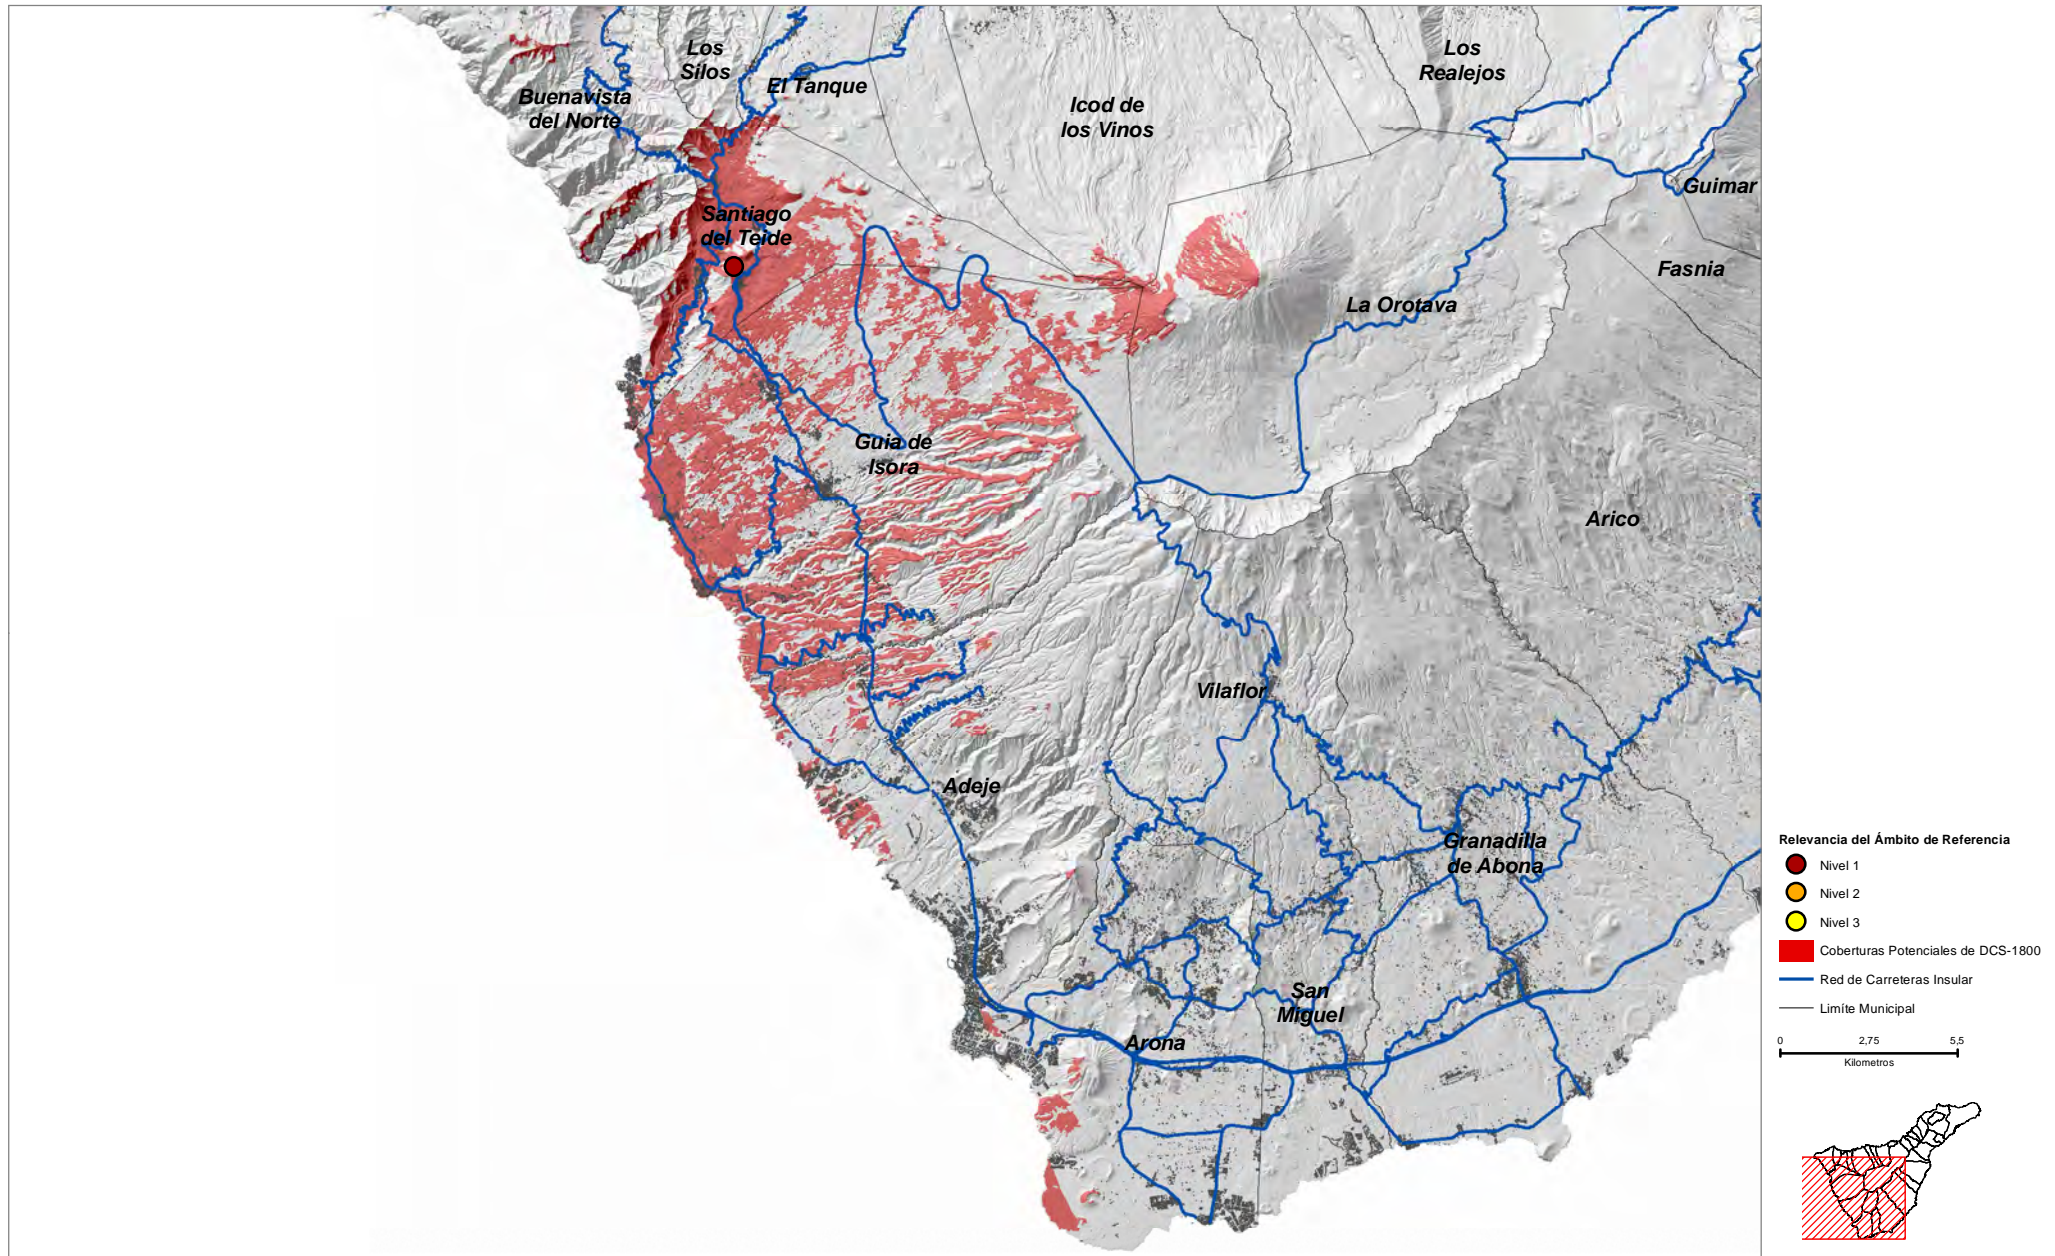 Los
Silos
El Tanque
Buenavista
del Norte
Icod de
los Vinos
Los
Realejos
Guimar
Santiago
del Teide
Fasnia
La Orotava
Guia de
Isora
Arico
Vilaflor
Adeje
Granadilla
de Abona
San
Miguel
Arona
Relevancia del Ámbito de Referencia
Nivel 1
Nivel 2
Nivel 3
Coberturas Potenciales de DCS-1800
Red de Carreteras Insular
Limíte Municipal
0 2,75 5,5
Kilometros